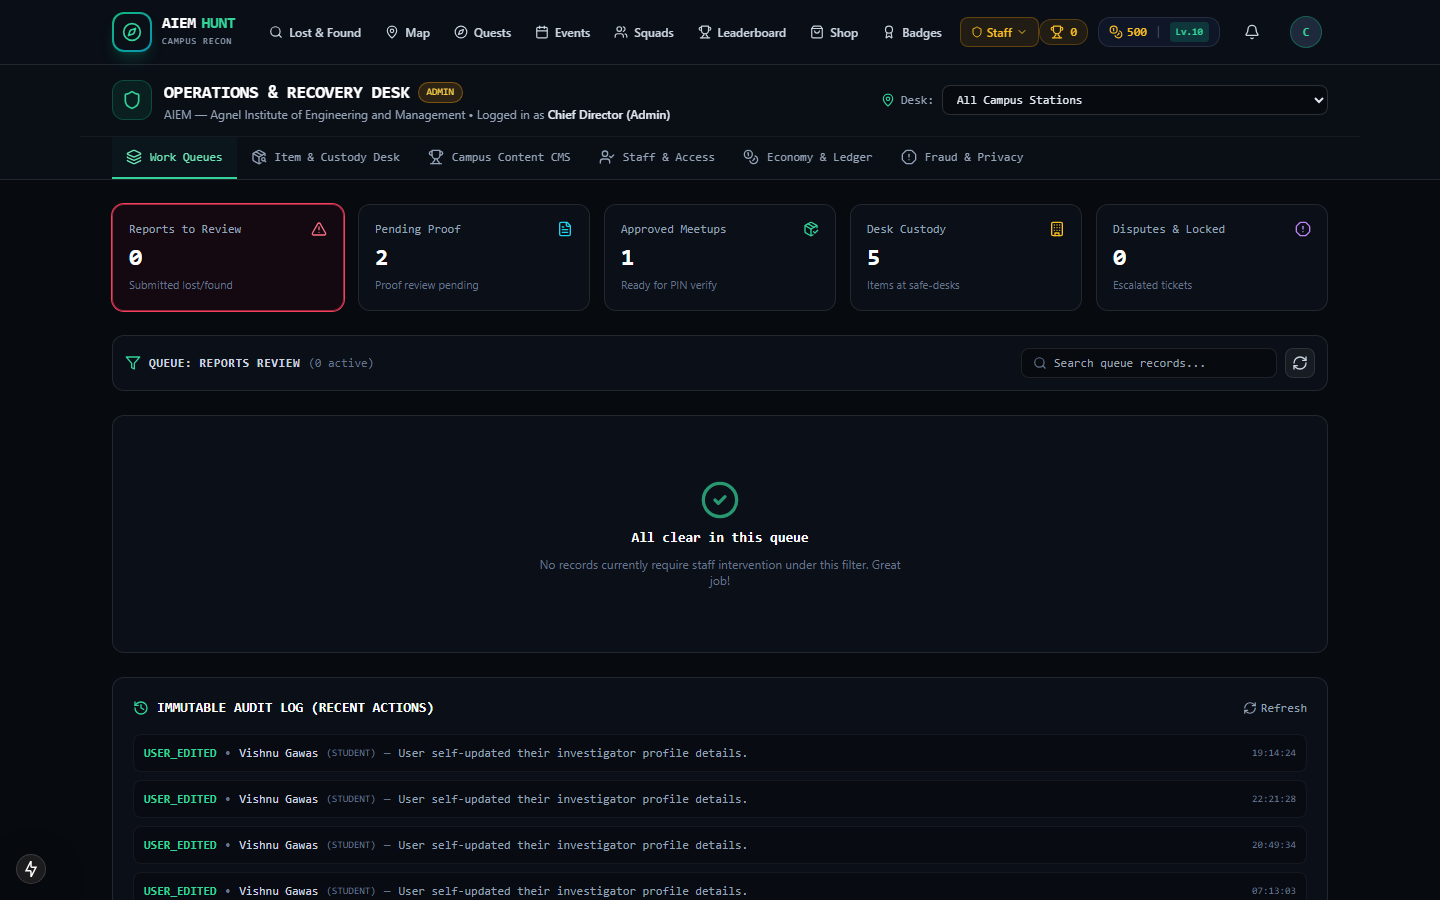 AIEM HUNT
CAMPUS RECON
Lost & Found
Map
Quests
Events
Squads
Leaderboard
Shop
Badges
Staff
0
500 | Lv.10
C
OPERATIONS & RECOVERY DESK ADMIN
AIEM — Agnel Institute of Engineering and Management • Logged in as Chief Director (Admin)
Desk: All Campus Stations
Work Queues
Item & Custody Desk
Campus Content CMS
Staff & Access
Economy & Ledger
Fraud & Privacy
Reports to Review
0
Submitted lost/found
Pending Proof
2
Proof review pending
Approved Meetups
1
Ready for PIN verify
Desk Custody
5
Items at safe-desks
Disputes & Locked
0
Escalated tickets
QUEUE: REPORTS REVIEW (0 active)
Search queue records...
All clear in this queue
No records currently require staff intervention under this filter. Great
job!
IMMUTABLE AUDIT LOG (RECENT ACTIONS)
Refresh
USER_EDITED • Vishnu Gawas (STUDENT) — User self-updated their investigator profile details. 19:14:24
USER_EDITED • Vishnu Gawas (STUDENT) — User self-updated their investigator profile details. 22:21:28
USER_EDITED • Vishnu Gawas (STUDENT) — User self-updated their investigator profile details. 20:49:34
USER_EDITED • Vishnu Gawas (STUDENT) — User self-updated their investigator profile details. 07:13:03